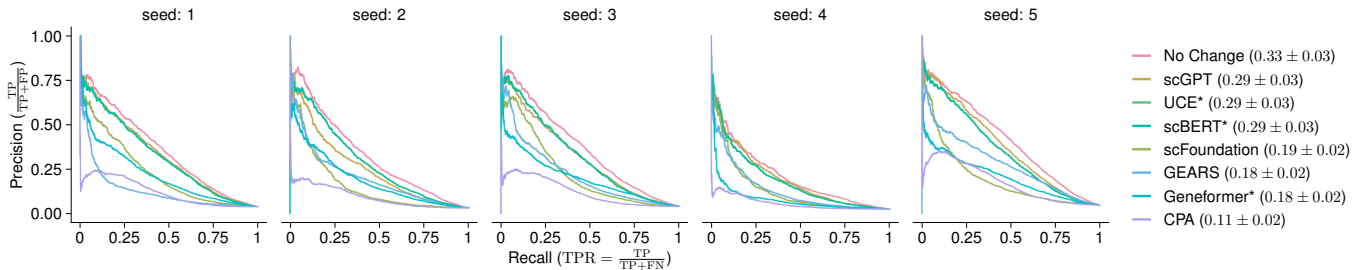 seed: 1 seed: 2 seed: 3 seed: 4 seed: 5
Precision (TP/TP+FP)
1.00
0.75
0.50
0.25
0.00
0 0.25 0.5 0.75 1 0 0.25 0.5 0.75 1 0 0.25 0.5 0.75 1 0 0.25 0.5 0.75 1 0 0.25 0.5 0.75 1
Recall (TPR = TP/TP+FN)
No Change (0.33 ± 0.03)
scGPT (0.29 ± 0.03)
UCE* (0.29 ± 0.03)
scBERT* (0.29 ± 0.03)
scFoundation (0.19 ± 0.02)
GEARS (0.18 ± 0.02)
Geneformer* (0.18 ± 0.02)
CPA (0.11 ± 0.02)